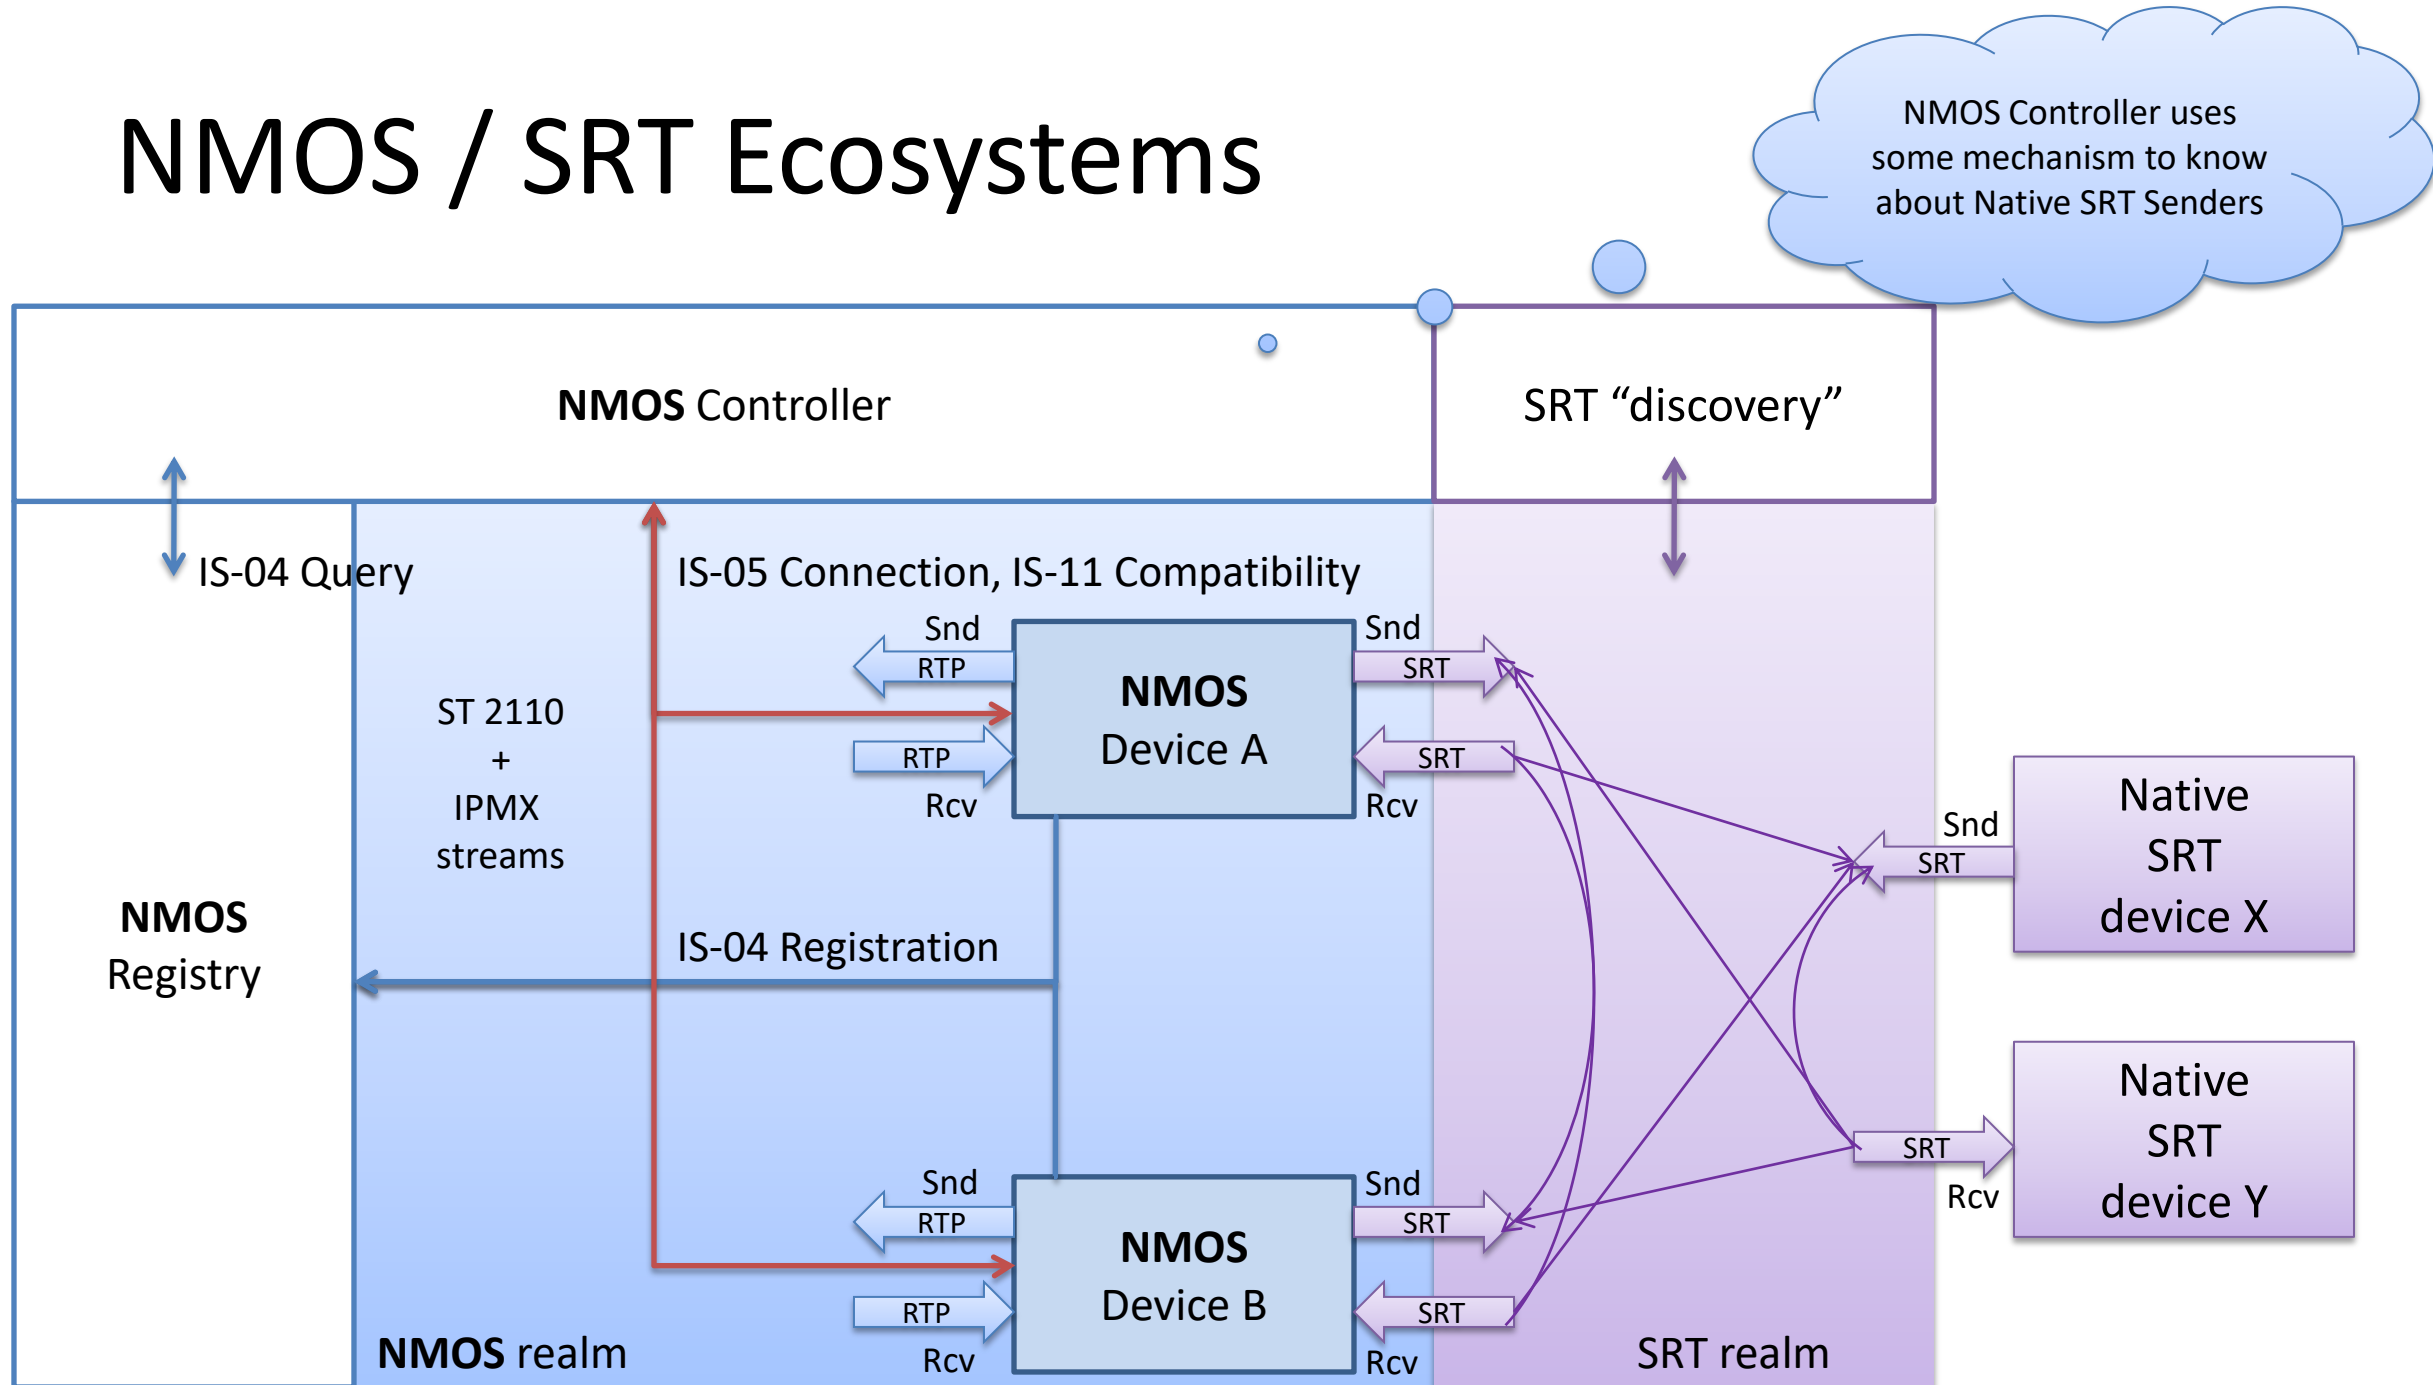 NMOS / SRT Ecosystems
NMOS Controller uses
some mechanism to know
about Native SRT Senders
NMOS Controller
SRT “discovery”
IS-04 Query
IS-05 Connection, IS-11 Compatibility
Snd
RTP
Snd
SRT
NMOS
Device A
RTP
Rcv
SRT
Rcv
ST 2110
+
IPMX
streams
Snd
SRT
Native
SRT
device X
NMOS
Registry
IS-04 Registration
Native
SRT
device Y
SRT
Rcv
Snd
RTP
Snd
SRT
NMOS
Device B
RTP
Rcv
SRT
Rcv
NMOS realm
SRT realm